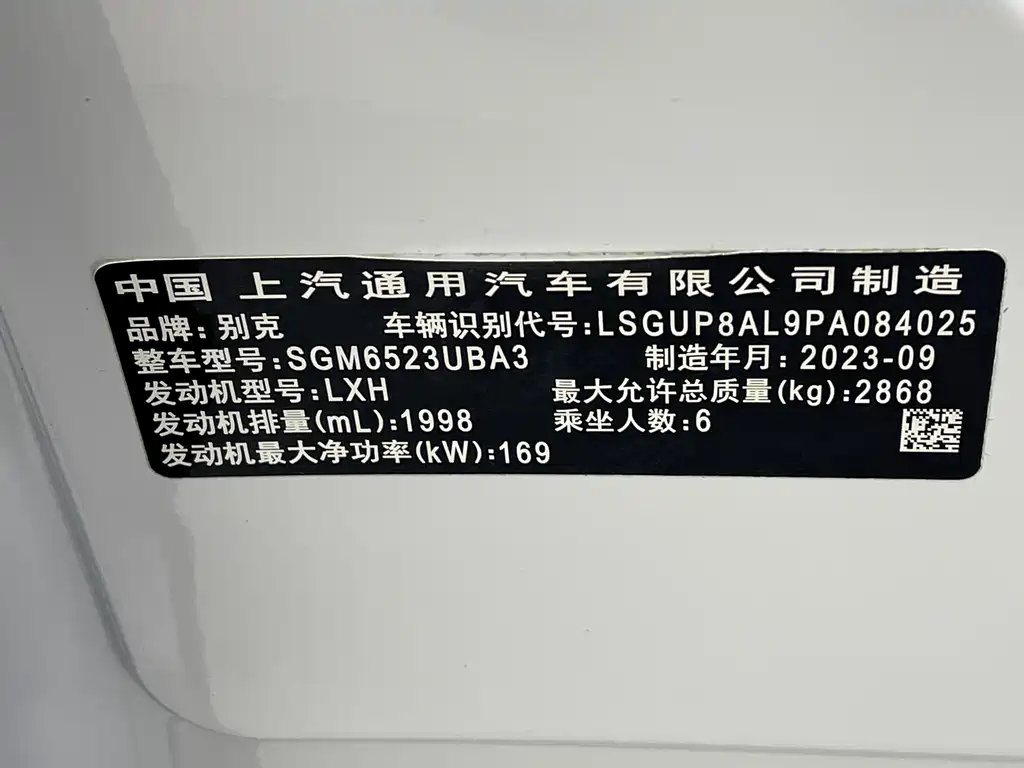 中国 上汽通用汽车有限公司制造
品牌: 别克 车辆识别代号:LSGUP8AL9PA084025
整车型号:SGM6523UBA3 制造年月: 2023-09
发动机型号:LXH 最大允许总质量(kg):2868
发动机排量(mL):1998 乘坐人数:6
发动机最大净功率(kW):169